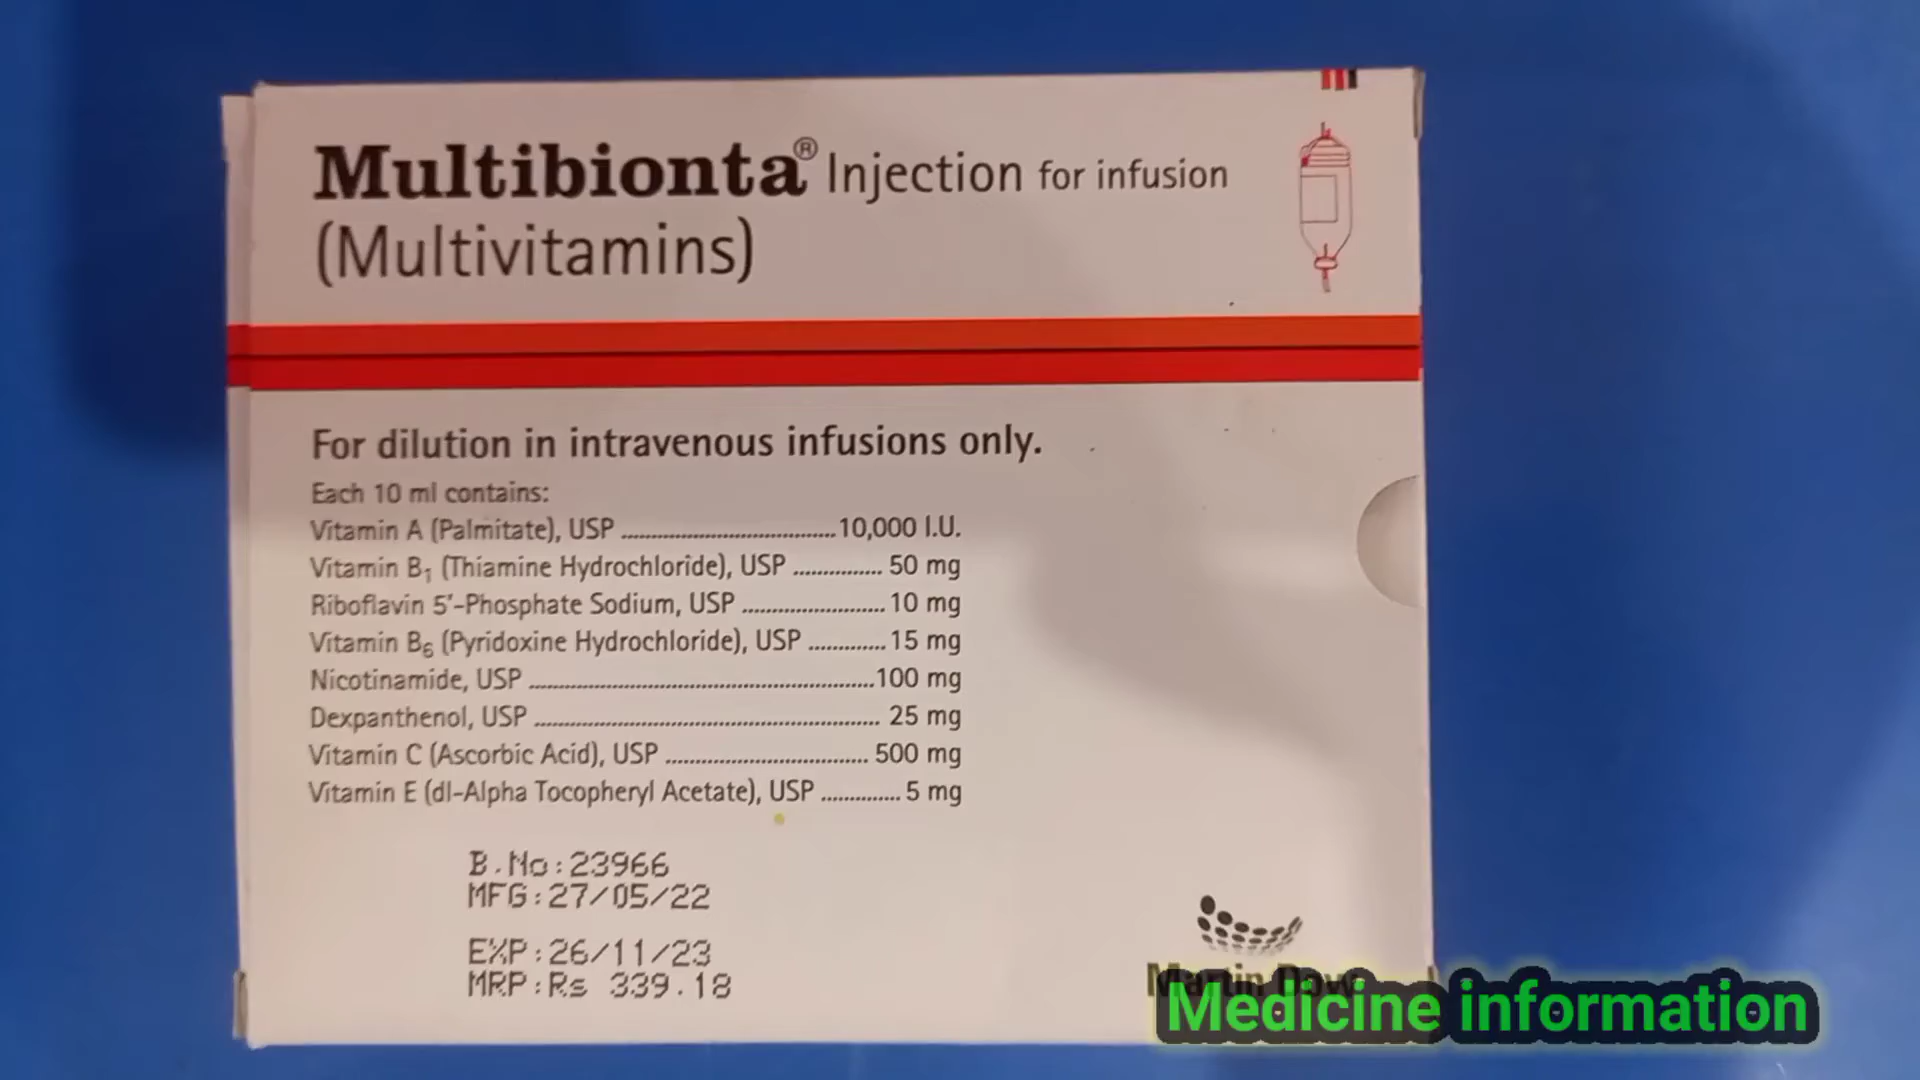 Multibionta® Injection for infusion
(Multivitamins)
For dilution in intravenous infusions only.
Each 10 ml contains:
Vitamin A (Palmitate), USP ................................... 10,000 I.U.
Vitamin B₁ (Thiamine Hydrochloride), USP ............... 50 mg
Riboflavin 5'-Phosphate Sodium, USP ........................ 10 mg
Vitamin B₆ (Pyridoxine Hydrochloride), USP ............. 15 mg
Nicotinamide, USP .......................................................... 100 mg
Dexpanthenol, USP .......................................................... 25 mg
Vitamin C (Ascorbic Acid), USP .................................. 500 mg
Vitamin E (dl-Alpha Tocopheryl Acetate), USP ............. 5 mg
B.No:23966
MFG:27/05/22
EXP:26/11/23
MRP:Rs 339.18
Martin Dow
Medicine information